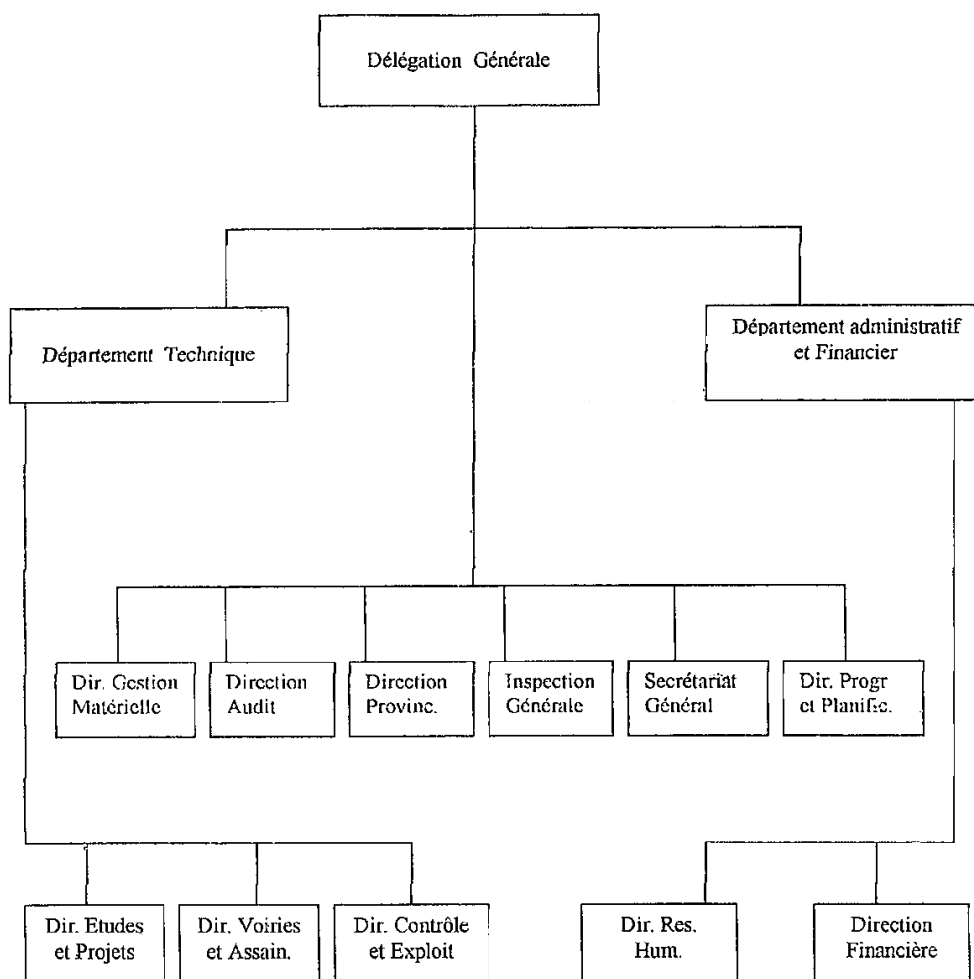 Délégation Générale
Département Technique
Département administratif
et Financier
Dir. Gestion
Matérielle
Direction
Audit
Direction
Provinc.
Inspection
Générale
Secrétariat
Général
Dir. Progr
et Planific.
Dir. Etudes
et Projets
Dir. Voiries
et Assain.
Dir. Contrôle
et Exploit
Dir. Res.
Hum.
Direction
Financière